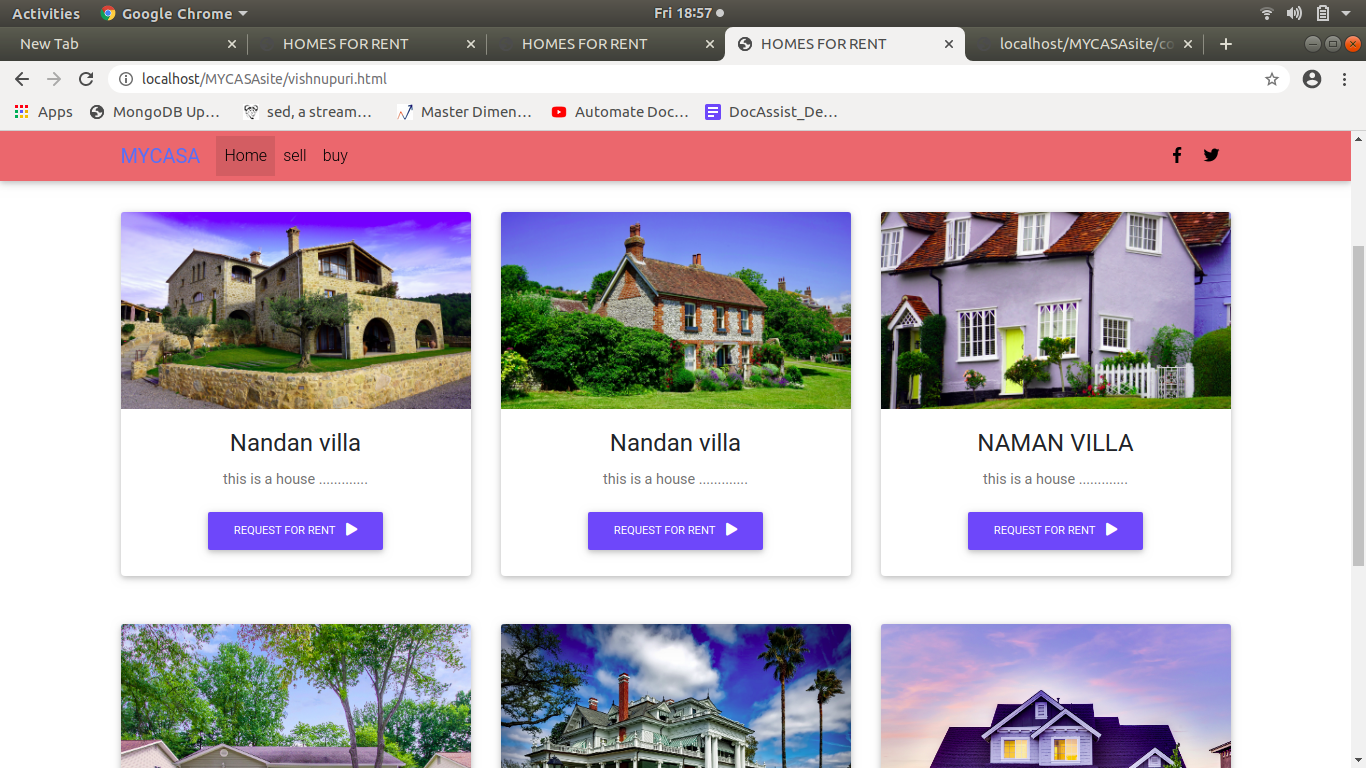 Activities Google Chrome Fri 18:57
New Tab HOMES FOR RENT HOMES FOR RENT HOMES FOR RENT localhost/MYCASAsite/co
localhost/MYCASAsite/vishnupuri.html
Apps MongoDB Up... sed, a stream... Master Dimen... Automate Doc... DocAssist_De...
MYCASA Home sell buy
Nandan villa Nandan villa NAMAN VILLA
this is a house ............. this is a house ............. this is a house .............
REQUEST FOR RENT REQUEST FOR RENT REQUEST FOR RENT